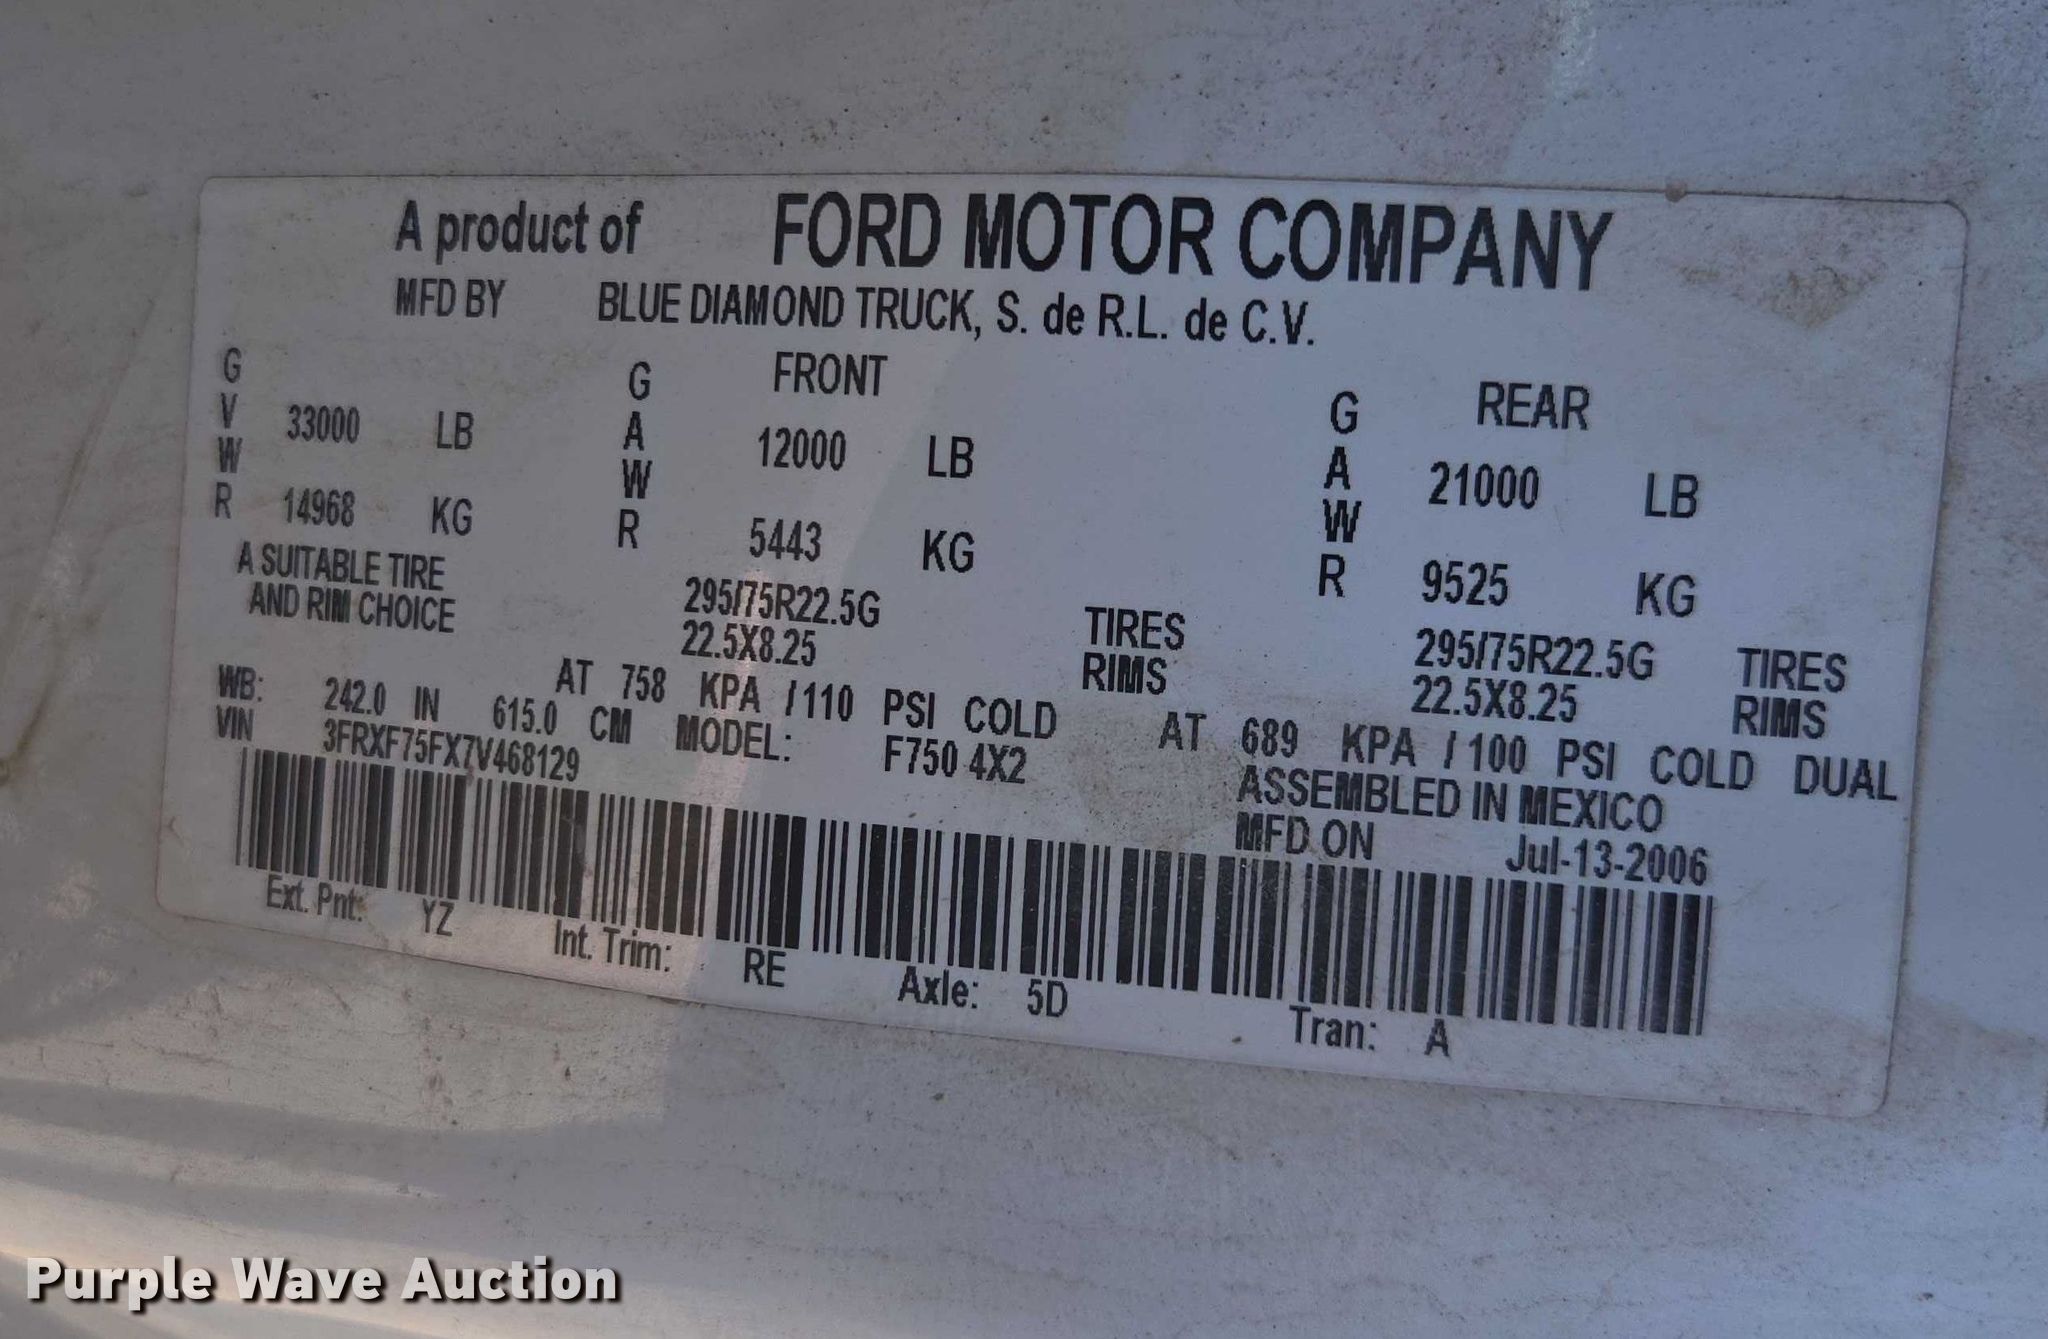 A product of FORD MOTOR COMPANY
MFD BY BLUE DIAMOND TRUCK, S. de R.L. de C.V.
GVWR 33000 LB
14968 KG
GAWR FRONT
12000 LB
5443 KG
GAWR REAR
21000 LB
9525 KG
A SUITABLE TIRE
AND RIM CHOICE
295/75R22.5G TIRES
22.5X8.25 RIMS
AT 758 KPA /110 PSI COLD
295/75R22.5G TIRES
22.5X8.25 RIMS
AT 689 KPA /100 PSI COLD DUAL
WB: 242.0 IN 615.0 CM MODEL: F750 4X2
VIN 3FRXF75FX7V468129
ASSEMBLED IN MEXICO
MFD ON Jul-13-2006
Ext. Pnt: YZ Int. Trim: RE Axle: 5D Tran: A
Purple Wave Auction